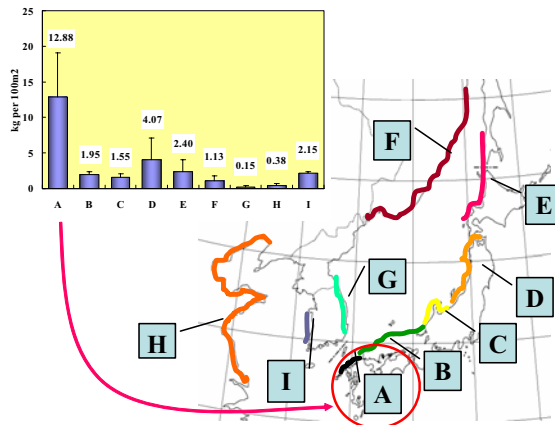 25
20
15
10
5
0
kg per 100m2
12.88
1.95
1.55
4.07
2.40
1.13
0.15
0.38
2.15
A B C D E F G H I
F
E
G
D
H
C
I
A
B